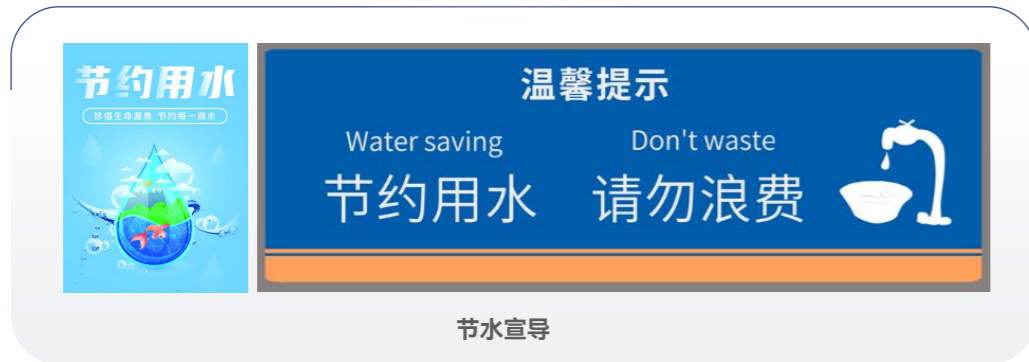 节约用水
珍惜生命源泉 节约每一滴水
温馨提示
Water saving
Don't waste
节约用水
请勿浪费
节水宣导